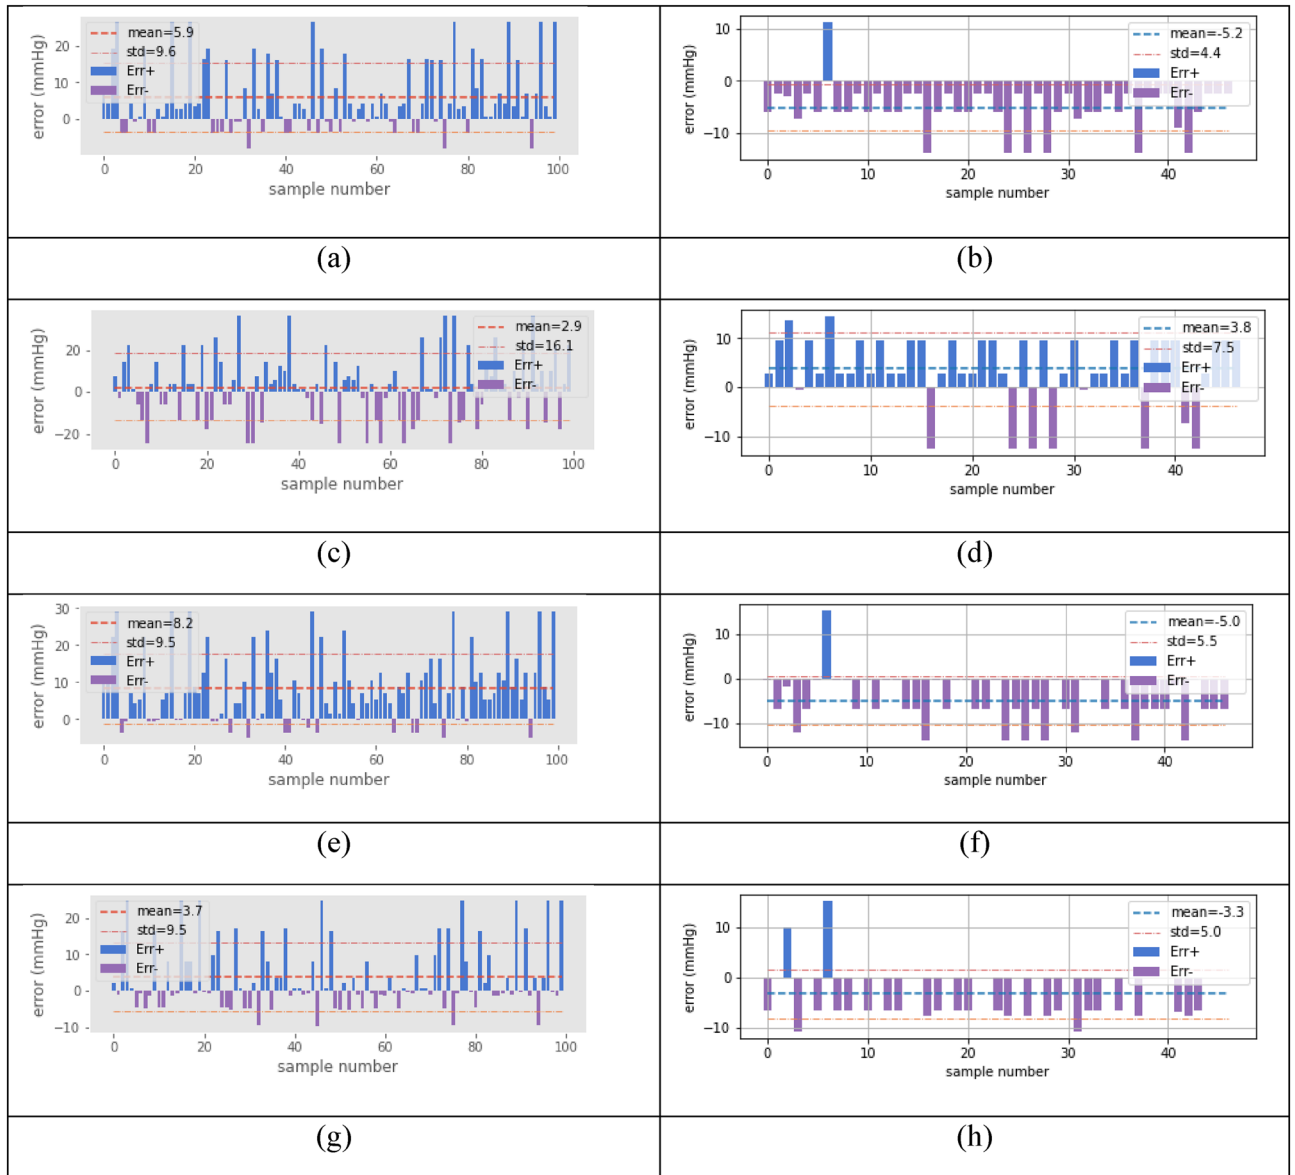 error (mmHg)
20
10
0
mean=5.9
std=9.6
Err+
Err-
0 20 40 60 80 100
sample number
(a)
error (mmHg)
10
0
−10
mean=-5.2
std=4.4
Err+
Err-
0 10 20 30 40
sample number
(b)
error (mmHg)
20
0
−20
mean=2.9
std=16.1
Err+
Err-
0 20 40 60 80 100
sample number
(c)
error (mmHg)
10
0
−10
mean=3.8
std=7.5
Err+
Err-
0 10 20 30 40
sample number
(d)
error (mmHg)
30
20
10
0
mean=8.2
std=9.5
Err+
Err-
0 20 40 60 80 100
sample number
(e)
error (mmHg)
10
0
−10
mean=-5.0
std=5.5
Err+
Err-
0 10 20 30 40
sample number
(f)
error (mmHg)
20
10
0
−10
mean=3.7
std=9.5
Err+
Err-
0 20 40 60 80 100
sample number
(g)
error (mmHg)
10
0
−10
mean=-3.3
std=5.0
Err+
Err-
0 10 20 30 40
sample number
(h)